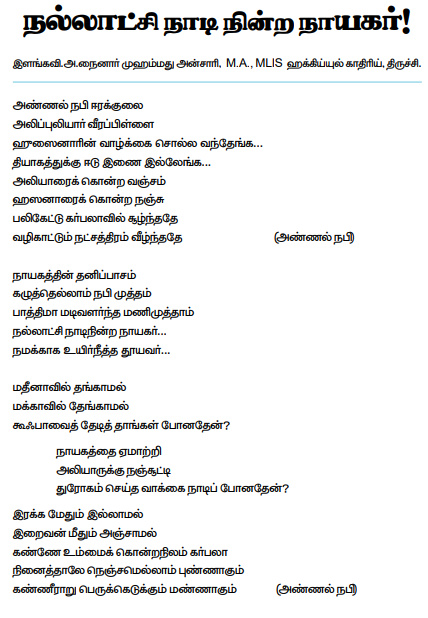 நல்லாட்சி நாடி நின்ற நாயகர்!
இளங்கவி.அ.நைனார் முஹம்மது அன்சாரி, M.A., MLIS ஹக்கிய்யுல் காதிரிய், திருச்சி.
அண்ணல் நபி ஈரக்குலை
அலிப்புலியார் வீரப்பிள்ளை
ஹுஸைனாரின் வாழ்க்கை சொல்ல வந்தேங்க...
தியாகத்துக்கு ஈடு இணை இல்லேங்க...
அலியாரைக் கொன்ற வஞ்சம்
ஹஸனாரைக் கொன்ற நஞ்சு
பலிகேட்டு கர்பலாவில் சூழ்ந்ததே
வழிகாட்டும் நட்சத்திரம் வீழ்ந்ததே (அண்ணல் நபி)
நாயகத்தின் தனிப்பாசம்
கழுத்தெல்லாம் நபி முத்தம்
பாத்திமா மடிவளர்ந்த மணிமுத்தாம்
நல்லாட்சி நாடிநின்ற நாயகர்...
நமக்காக உயிர்நீத்த தூயவர்...
மதீனாவில் தங்காமல்
மக்காவில் தேங்காமல்
கூஃபாவைத் தேடித் தாங்கள் போனதேன்?
நாயகத்தை ஏமாற்றி
அலியாருக்கு நஞ்சூட்டி
துரோகம் செய்த வாக்கை நாடிப் போனதேன்?
இரக்க மேதும் இல்லாமல்
இறைவன் மீதும் அஞ்சாமல்
கண்ணே உம்மைக் கொன்றநிலம் கர்பலா
நினைத்தாலே நெஞ்சமெல்லாம் புண்ணாகும்
கண்ணீராறு பெருக்கெடுக்கும் மண்ணாகும் (அண்ணல் நபி)